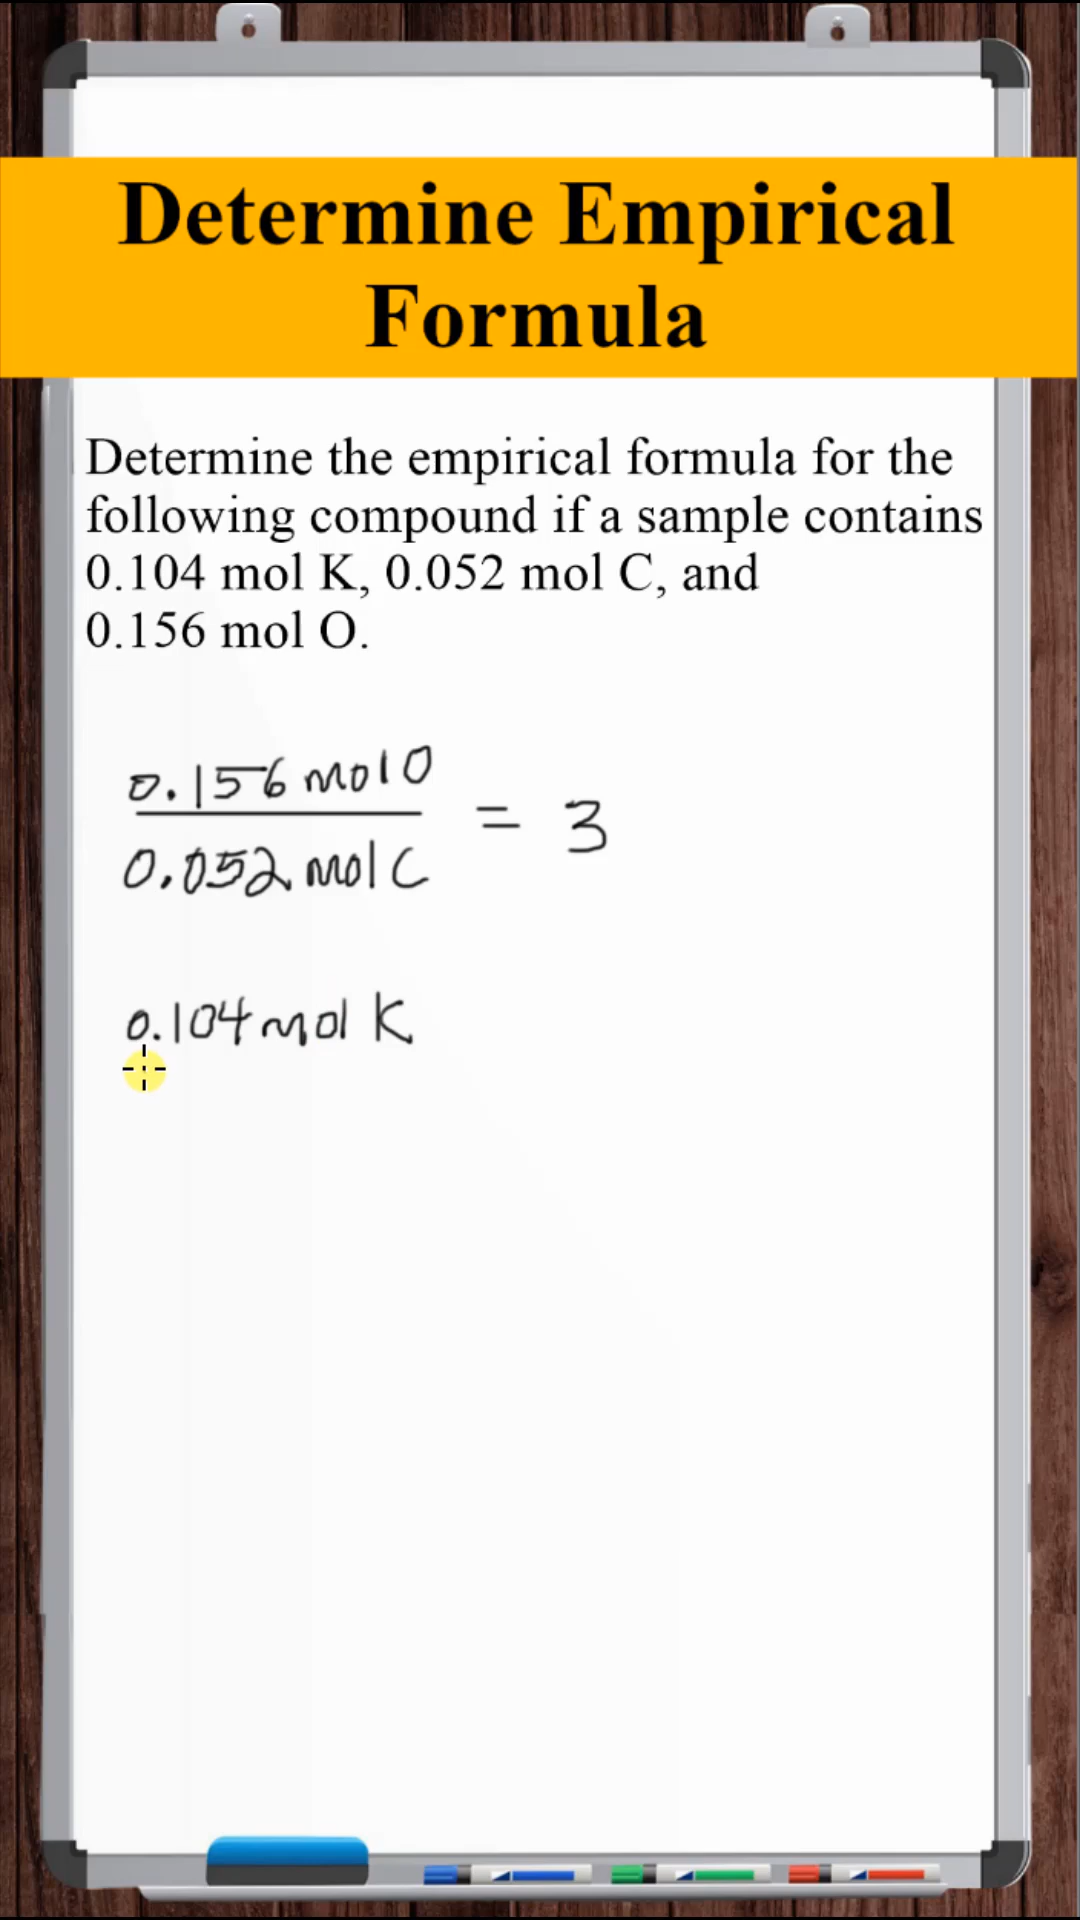 Determine Empirical
Formula
Determine the empirical formula for the
following compound if a sample contains
0.104 mol K, 0.052 mol C, and
0.156 mol O.
0.156 mol O
= 3
0.052 mol C
0.104 mol K